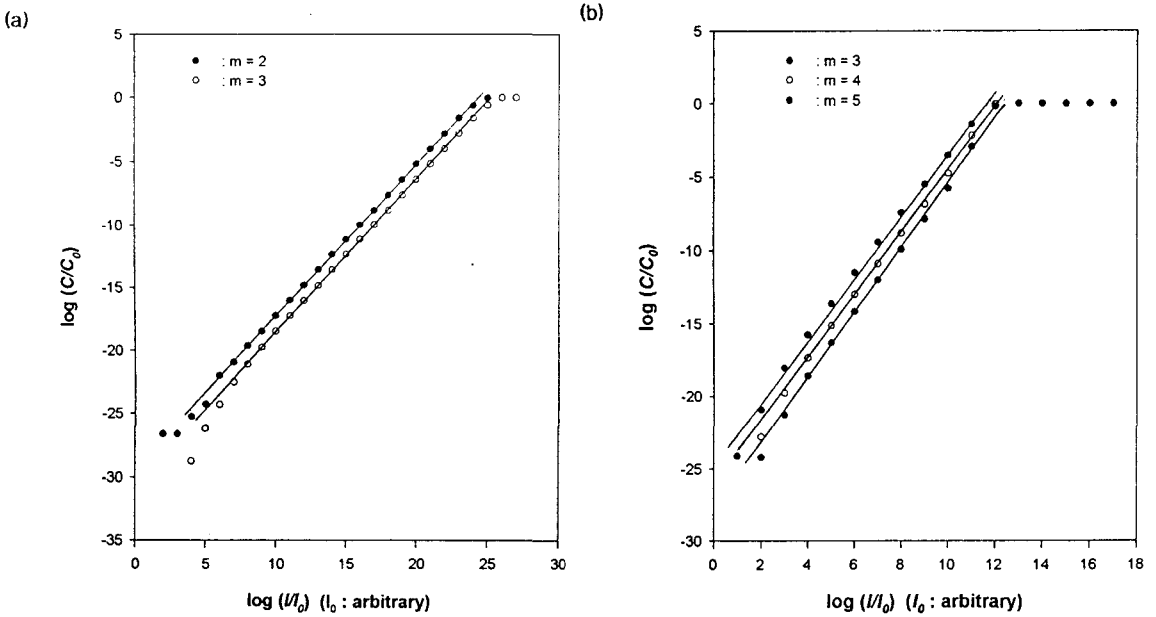 (a)
5
0
-5
-10
-15
-20
-25
-30
-35
log (C/C₀)
: m = 2
: m = 3
0 5 10 15 20 25 30
log (I/I₀) (I₀ : arbitrary)
(b)
5
0
-5
-10
-15
-20
-25
-30
log (C/C₀)
: m = 3
: m = 4
: m = 5
0 2 4 6 8 10 12 14 16 18
log (I/I₀) (I₀ : arbitrary)